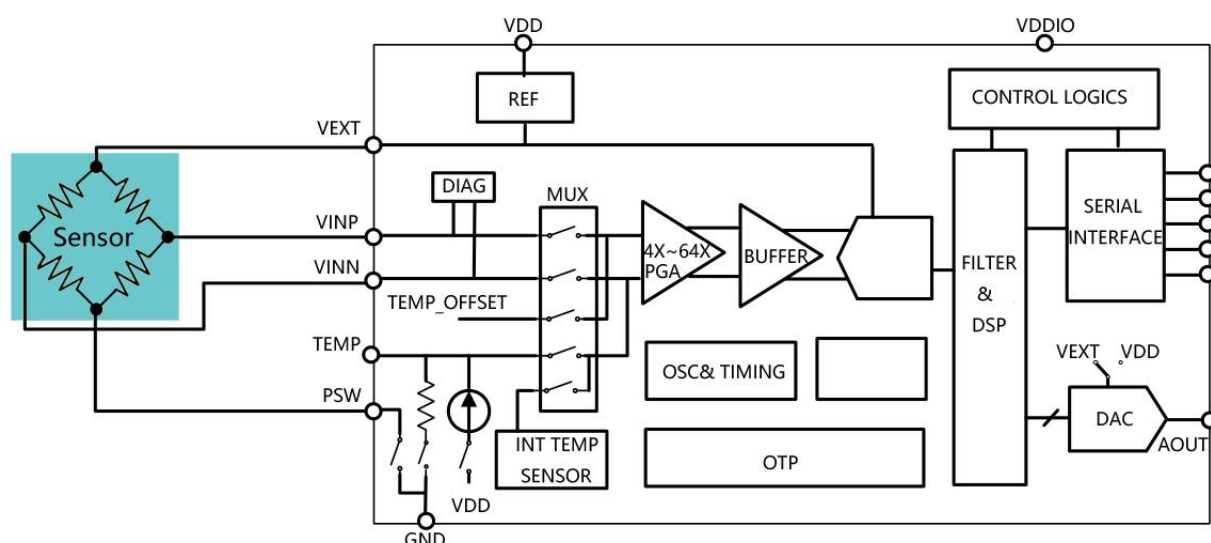 VDD
VDDIO
REF
CONTROL LOGICS
VEXT
DIAG
MUX
Sensor
VINP
4X~64X
PGA
BUFFER
SERIAL
INTERFACE
VINN
FILTER
&
DSP
TEMP_OFFSET
TEMP
OSC& TIMING
VEXT
VDD
PSW
DAC
INT TEMP
SENSOR
OTP
AOUT
VDD
GND